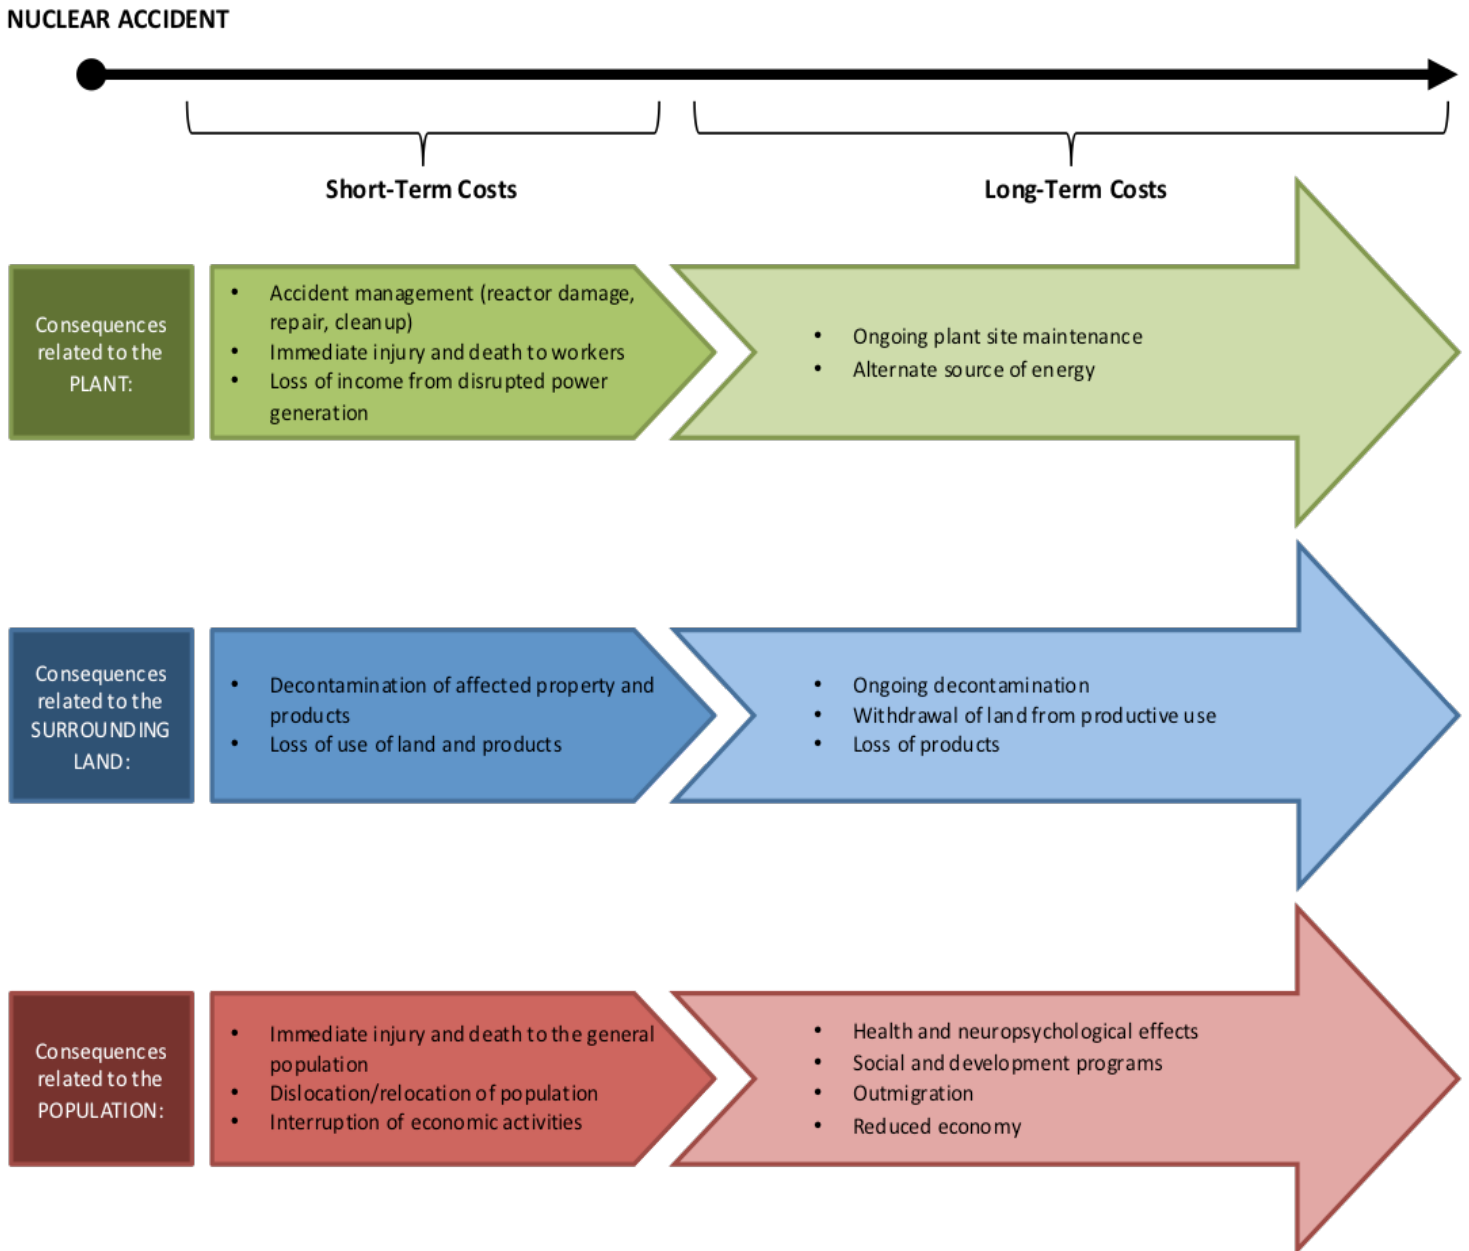 NUCLEAR ACCIDENT
Short-Term Costs
Long-Term Costs
Consequences
related to the
PLANT:
• Accident management (reactor damage,
repair, cleanup)
• Immediate injury and death to workers
• Loss of income from disrupted power
generation
• Ongoing plant site maintenance
• Alternate source of energy
Consequences
related to the
SURROUNDING
LAND:
• Decontamination of affected property and
products
• Loss of use of land and products
• Ongoing decontamination
• Withdrawal of land from productive use
• Loss of products
Consequences
related to the
POPULATION:
• Immediate injury and death to the general
population
• Dislocation/relocation of population
• Interruption of economic activities
• Health and neuropsychological effects
• Social and development programs
• Outmigration
• Reduced economy